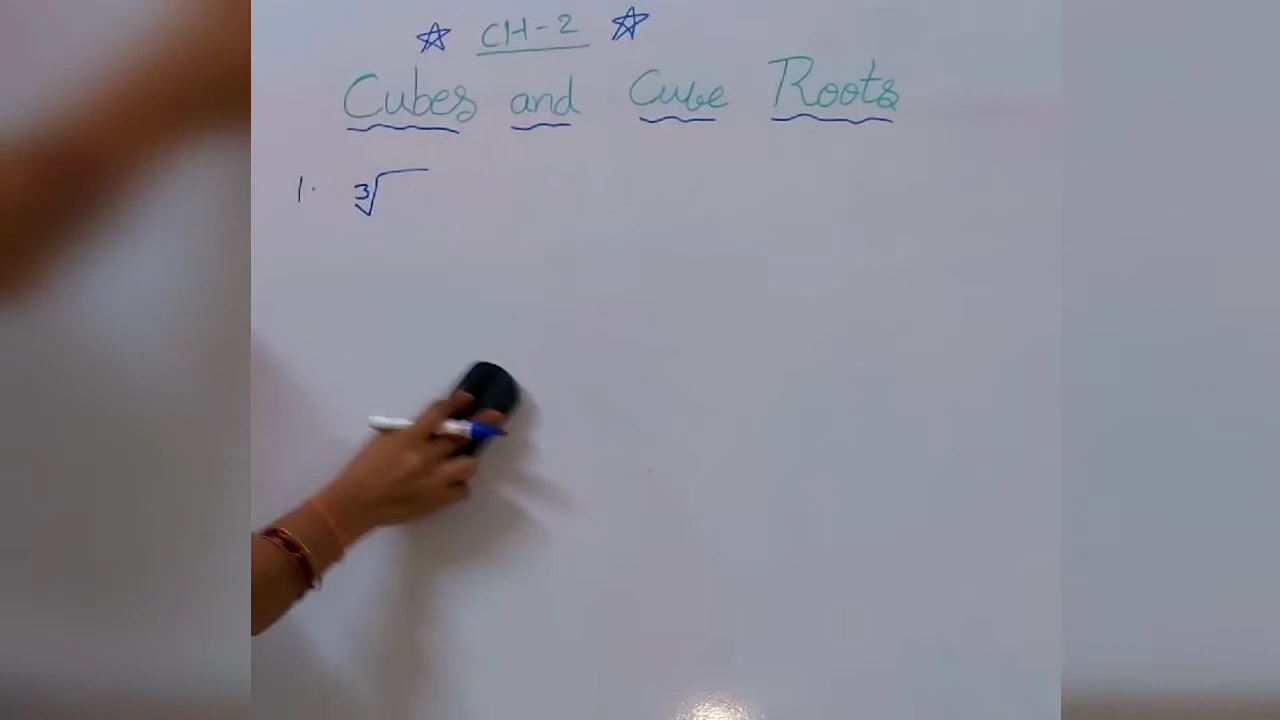 ☆ CH-2 ☆
Cubes and Cube Roots
1. ∛